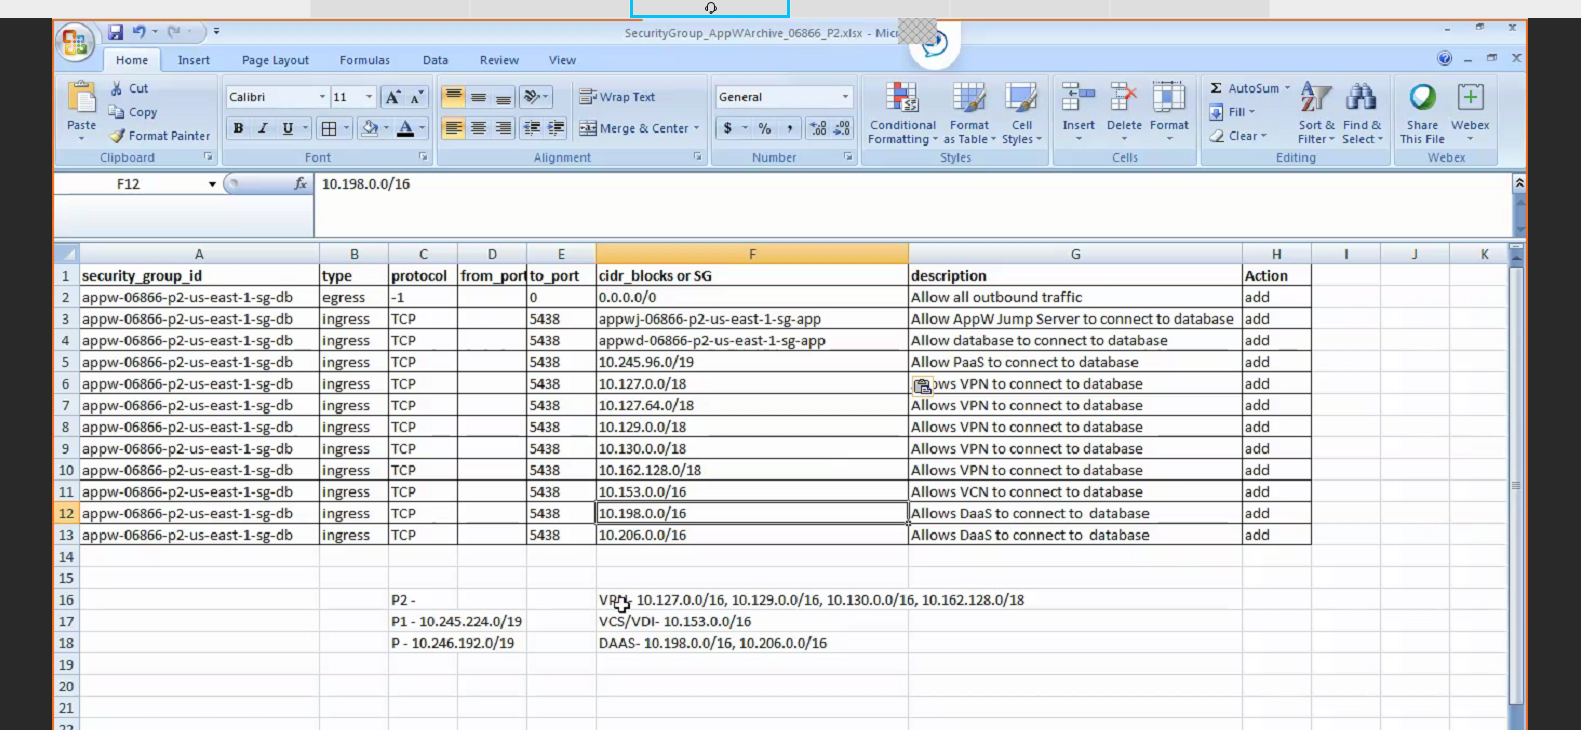 SecurityGroup_AppWArchive_06866_P2.xlsx - Mic
Home Insert Page Layout Formulas Data Review View
Paste Cut Copy Format Painter Clipboard
Calibri 11 A A B I U A Font
Wrap Text Merge & Center Alignment
General $ % , .00 .0 Number
Conditional Formatting Format as Table Cell Styles Styles
Insert Delete Format Cells
Σ AutoSum Fill Clear Sort & Filter Find & Select Editing
Share This File Webex Webex
F12 fx 10.198.0.0/16
A B C D E F G H I J K
1 security_group_id type protocol from_port to_port cidr_blocks or SG description Action
2 appw-06866-p2-us-east-1-sg-db egress -1 0 0.0.0.0/0 Allow all outbound traffic add
3 appw-06866-p2-us-east-1-sg-db ingress TCP 5438 appwj-06866-p2-us-east-1-sg-app Allow AppW Jump Server to connect to database add
4 appw-06866-p2-us-east-1-sg-db ingress TCP 5438 appwd-06866-p2-us-east-1-sg-app Allow database to connect to database add
5 appw-06866-p2-us-east-1-sg-db ingress TCP 5438 10.245.96.0/19 Allow PaaS to connect to database add
6 appw-06866-p2-us-east-1-sg-db ingress TCP 5438 10.127.0.0/18 ows VPN to connect to database add
7 appw-06866-p2-us-east-1-sg-db ingress TCP 5438 10.127.64.0/18 Allows VPN to connect to database add
8 appw-06866-p2-us-east-1-sg-db ingress TCP 5438 10.129.0.0/18 Allows VPN to connect to database add
9 appw-06866-p2-us-east-1-sg-db ingress TCP 5438 10.130.0.0/18 Allows VPN to connect to database add
10 appw-06866-p2-us-east-1-sg-db ingress TCP 5438 10.162.128.0/18 Allows VPN to connect to database add
11 appw-06866-p2-us-east-1-sg-db ingress TCP 5438 10.153.0.0/16 Allows VCN to connect to database add
12 appw-06866-p2-us-east-1-sg-db ingress TCP 5438 10.198.0.0/16 Allows DaaS to connect to database add
13 appw-06866-p2-us-east-1-sg-db ingress TCP 5438 10.206.0.0/16 Allows DaaS to connect to database add
14
15
16 P2 - VPN- 10.127.0.0/16, 10.129.0.0/16, 10.130.0.0/16, 10.162.128.0/18
17 P1 - 10.245.224.0/19 VCS/VDI- 10.153.0.0/16
18 P - 10.246.192.0/19 DAAS- 10.198.0.0/16, 10.206.0.0/16
19
20
21
22